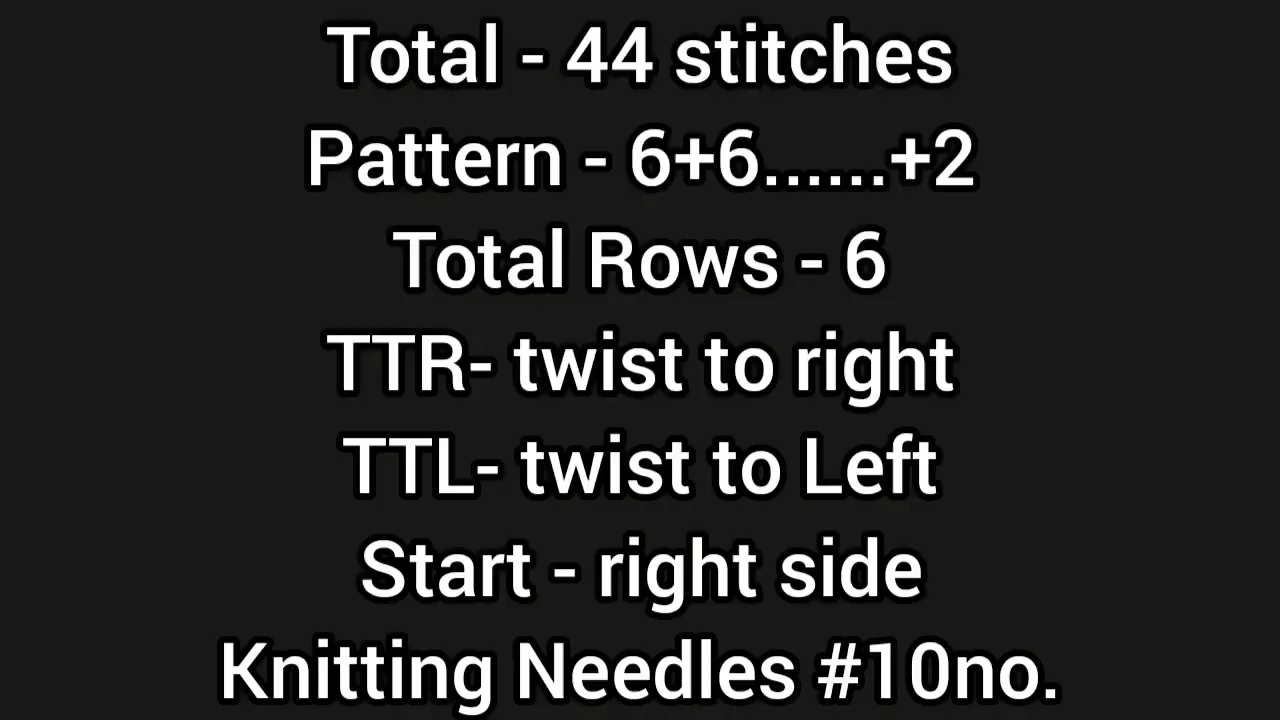 Total - 44 stitches
Pattern - 6+6......+2
Total Rows - 6
TTR- twist to right
TTL- twist to Left
Start - right side
Knitting Needles #10no.